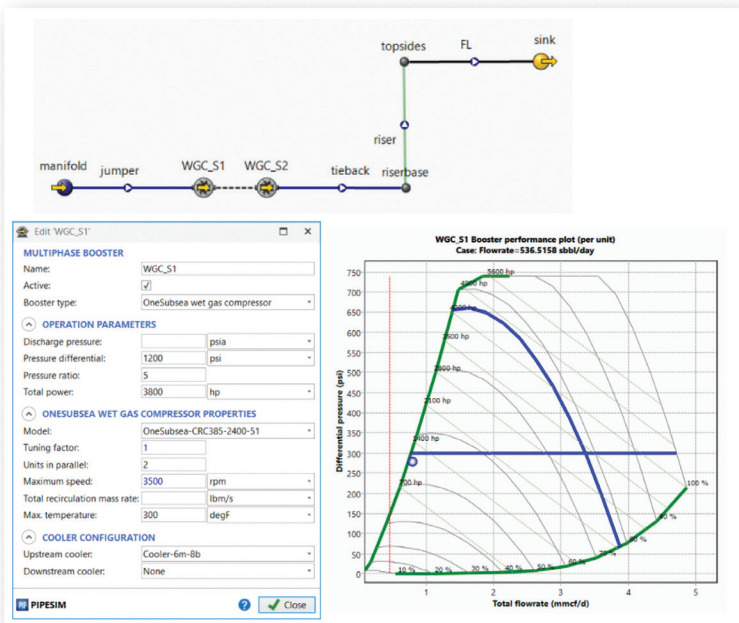 topsides
FL
sink
riser
manifold
jumper
WGC_S1
WGC_S2
tieback
riserbase
Edit 'WGC_S1'
MULTIPHASE BOOSTER
Name: WGC_S1
Active:
Booster type: OneSubsea wet gas compressor
OPERATION PARAMETERS
Discharge pressure: psia
Pressure differential: 1200 psi
Pressure ratio: 5
Total power: 3800 hp
ONESUBSEA WET GAS COMPRESSOR PROPERTIES
Model: OneSubsea-CRC385-2400-51
Tuning factor: 1
Units in parallel: 2
Maximum speed: 3500 rpm
Total recirculation mass rate: lbm/s
Max. temperature: 300 degF
COOLER CONFIGURATION
Upstream cooler: Cooler-6m-8b
Downstream cooler: None
PIPESIM
? Close
WGC_S1 Booster performance plot (per unit)
Case: Flowrate=536.5158 sbbl/day
Differential pressure (psi)
750
700
650
600
550
500
450
400
350
300
250
200
150
100
50
0
5600 hp
2800 hp
700 hp
100 %
10 %
20 %
30 %
40 %
50 %
60 %
1
2
3
4
5
Total flowrate (mmcf/d)